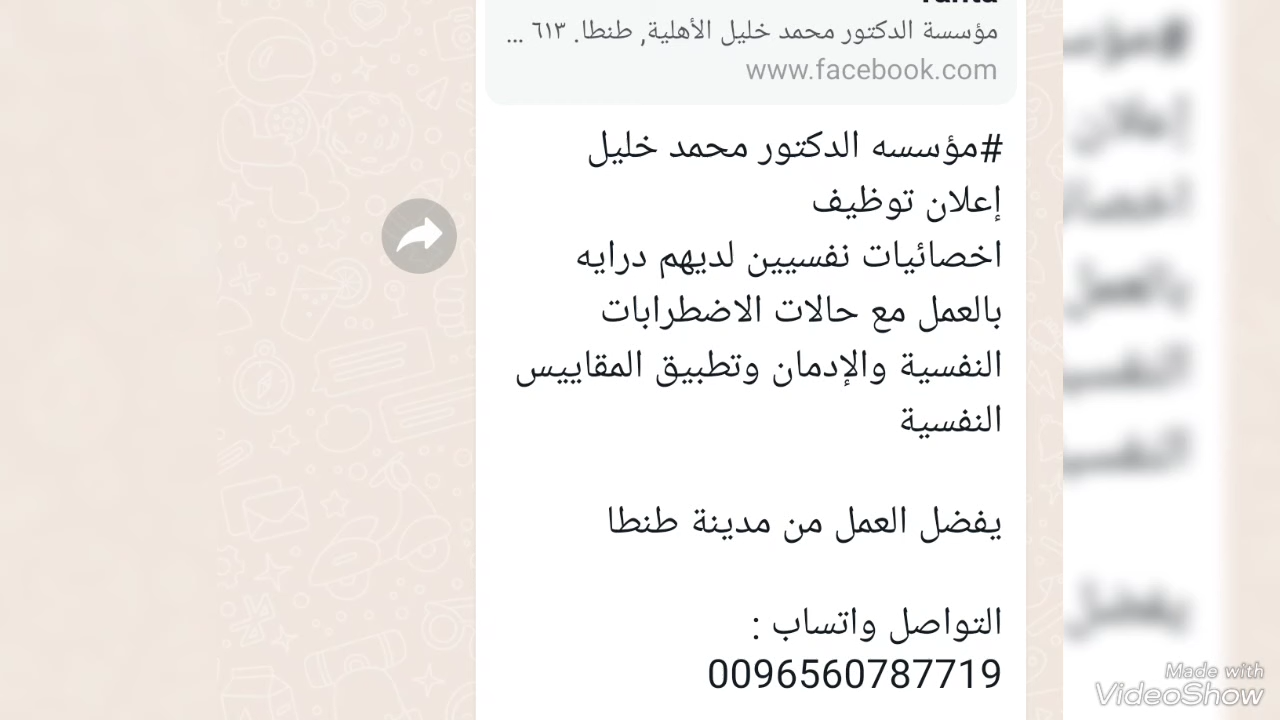 مؤسسة الدكتور محمد خليل الأهلية, طنطا. ٦١٣ ...
www.facebook.com
#مؤسسه الدكتور محمد خليل
إعلان توظيف
اخصائيات نفسيين لديهم درايه
بالعمل مع حالات الاضطرابات
النفسية والإدمان وتطبيق المقاييس
النفسية
يفضل العمل من مدينة طنطا
التواصل واتساب :
0096560787719
Made with
VideoShow